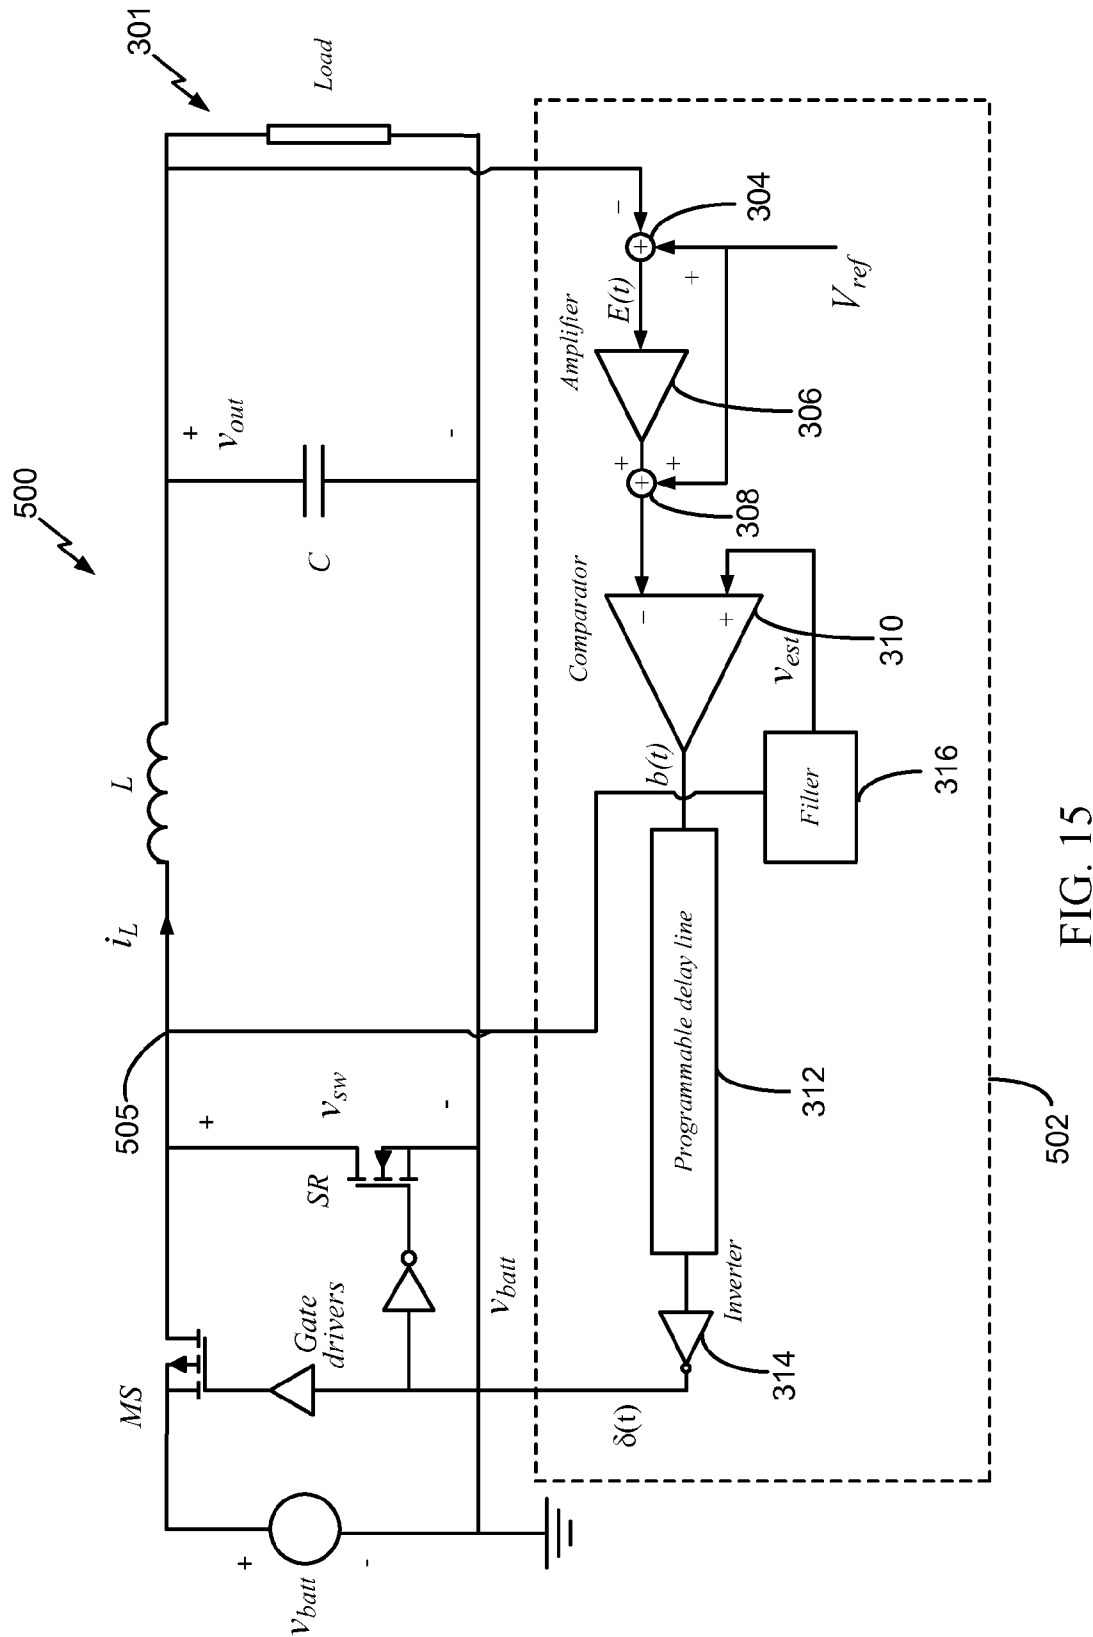 500
301
i_L
L
505
MS
+
v_sw
-
SR
Gate
drivers
+
v_batt
-
v_batt
C
+
v_out
-
Load
δ(t)
Inverter
314
Programmable delay line
312
b(t)
Comparator
−
+
310
v_est
Filter
316
+
+
+
308
Amplifier
306
E(t)
−
+
+
304
V_ref
502
FIG. 15